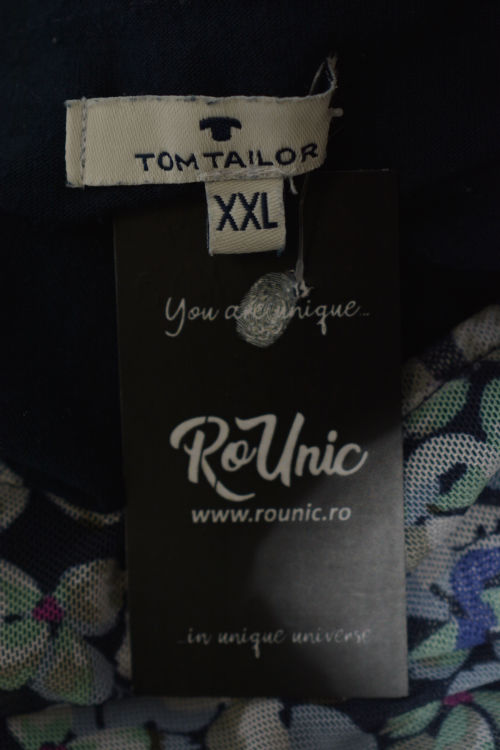 TOM TAILOR
XXL
You are unique...
RoUnic
www.rounic.ro
...in unique universe